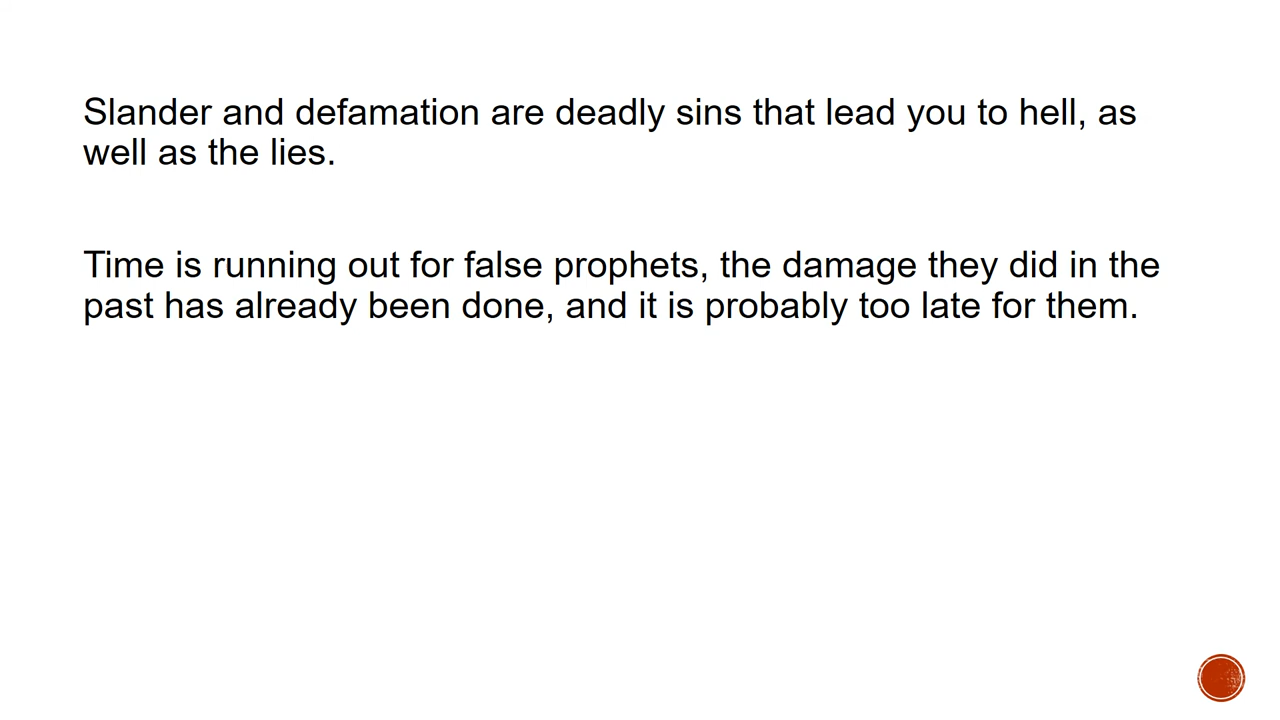 Slander and defamation are deadly sins that lead you to hell, as
well as the lies.
Time is running out for false prophets, the damage they did in the
past has already been done, and it is probably too late for them.